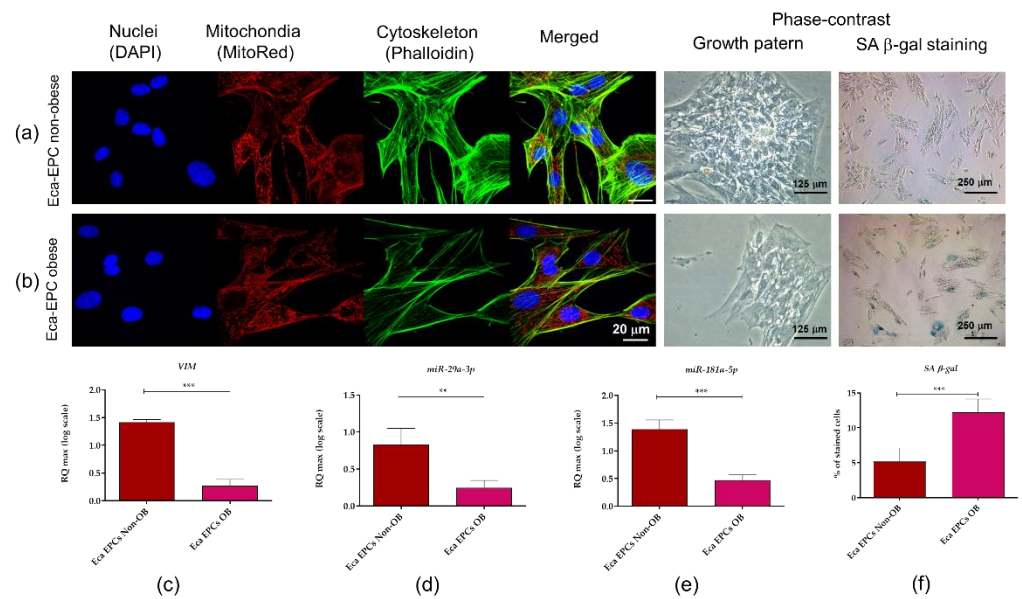 Nuclei
(DAPI)
Mitochondia
(MitoRed)
Cytoskeleton
(Phalloidin)
Merged
Phase-contrast
Growth patern
SA β-gal staining
(a)
Eca-EPC non-obese
125 µm
250 µm
(b)
Eca-EPC obese
20 µm
125 µm
250 µm
VIM
***
RQ max (log scale)
2.0
1.5
1.0
0.5
0.0
Eca EPCs Non-OB
Eca EPCs OB
(c)
miR-29a-3p
**
RQ max (log scale)
1.5
1.0
0.5
0.0
Eca EPCs Non-OB
Eca EPCs OB
(d)
miR-181a-5p
***
RQ max (log scale)
2.0
1.5
1.0
0.5
0.0
Eca EPCs Non-OB
Eca EPCs OB
(e)
SA β-gal
***
% of stained cells
15
10
5
0
Eca EPCs Non-OB
Eca EPCs OB
(f)